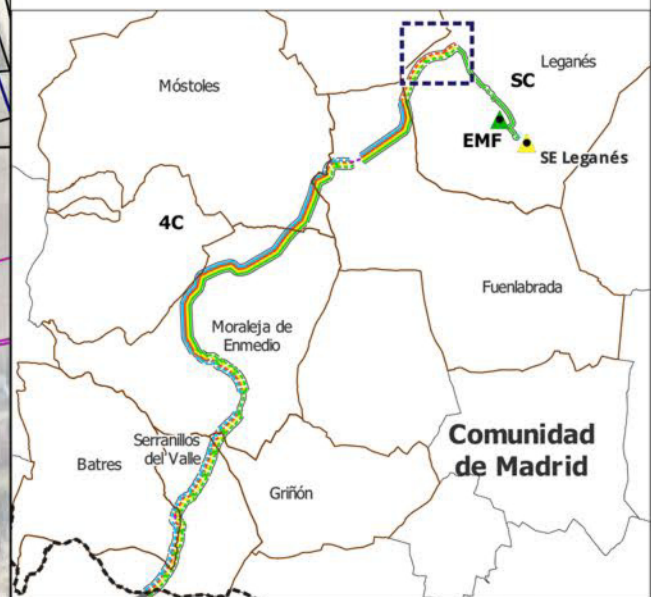 Leganés
Móstoles
SC
EMF
SE Leganés
4C
Fuenlabrada
Moraleja de
Enmedio
Comunidad
de Madrid
Serranillos
del Valle
Batres
Griñón